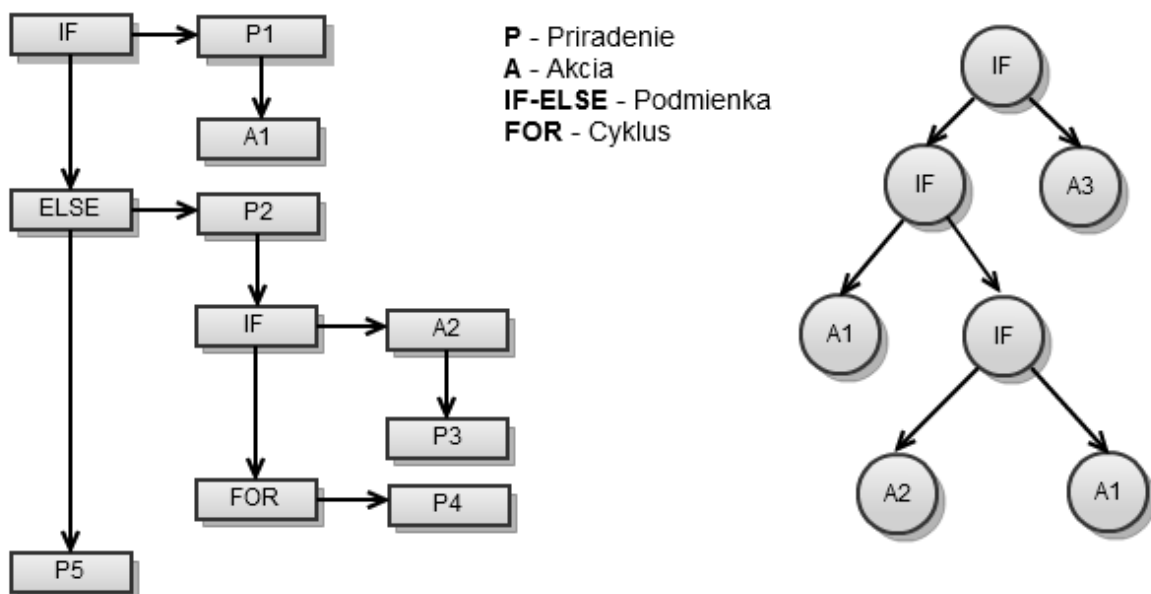 IF
P1
A1
ELSE
P2
IF
A2
P3
FOR
P4
P5
P - Priradenie
A - Akcia
IF-ELSE - Podmienka
FOR - Cyklus
IF
IF
A3
A1
IF
A2
A1